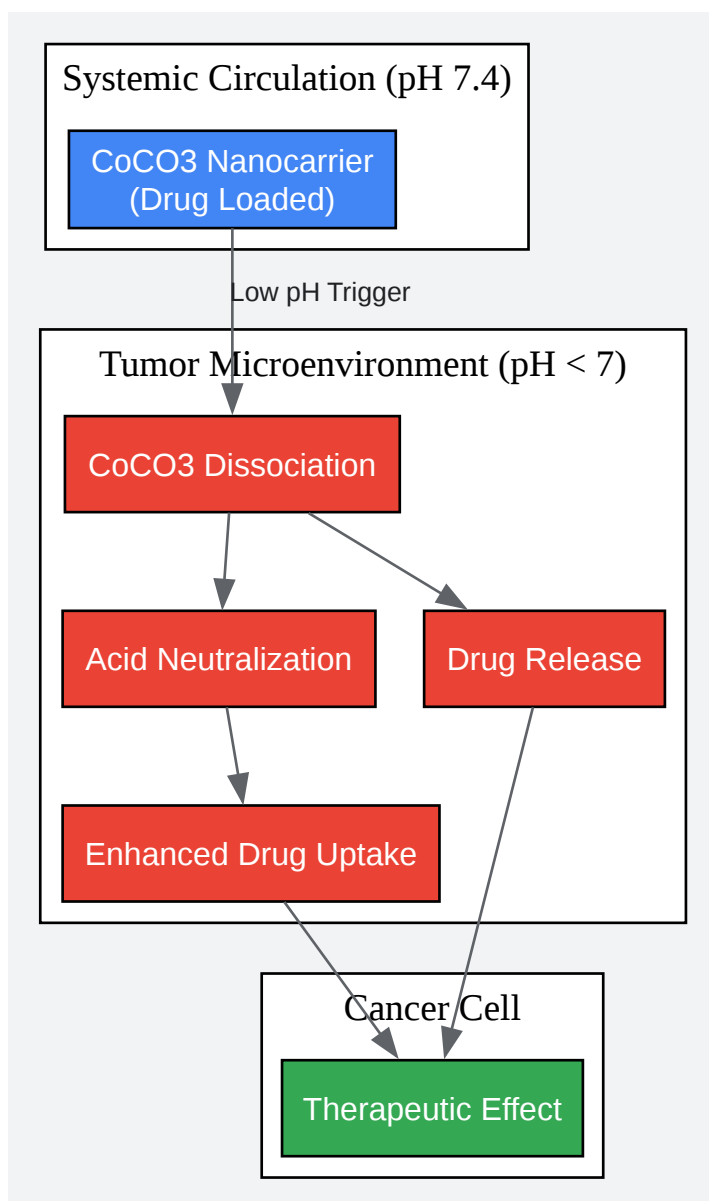 Systemic Circulation (pH 7.4)
CoCO3 Nanocarrier
(Drug Loaded)
Low pH Trigger
Tumor Microenvironment (pH < 7)
CoCO3 Dissociation
Acid Neutralization
Drug Release
Enhanced Drug Uptake
Cancer Cell
Therapeutic Effect